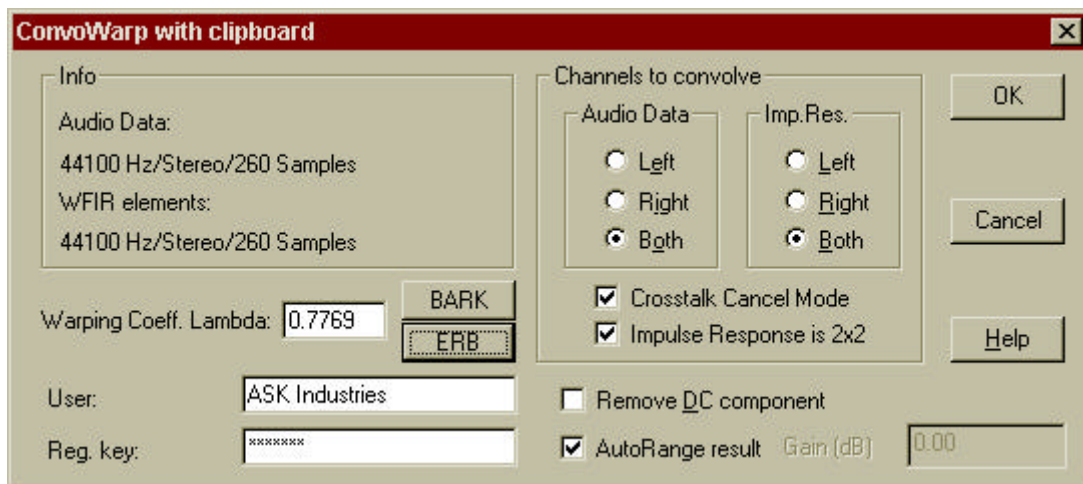 ConvoWarp with clipboard
Info
Audio Data:
44100 Hz/Stereo/260 Samples
WFIR elements:
44100 Hz/Stereo/260 Samples
Warping Coeff. Lambda: 0.7769
BARK
ERB
User: ASK Industries
Reg. key: *******
Channels to convolve
Audio Data
Left
Right
Both
Imp.Res.
Left
Right
Both
Crosstalk Cancel Mode
Impulse Response is 2x2
Remove DC component
AutoRange result Gain (dB) 0.00
OK
Cancel
Help